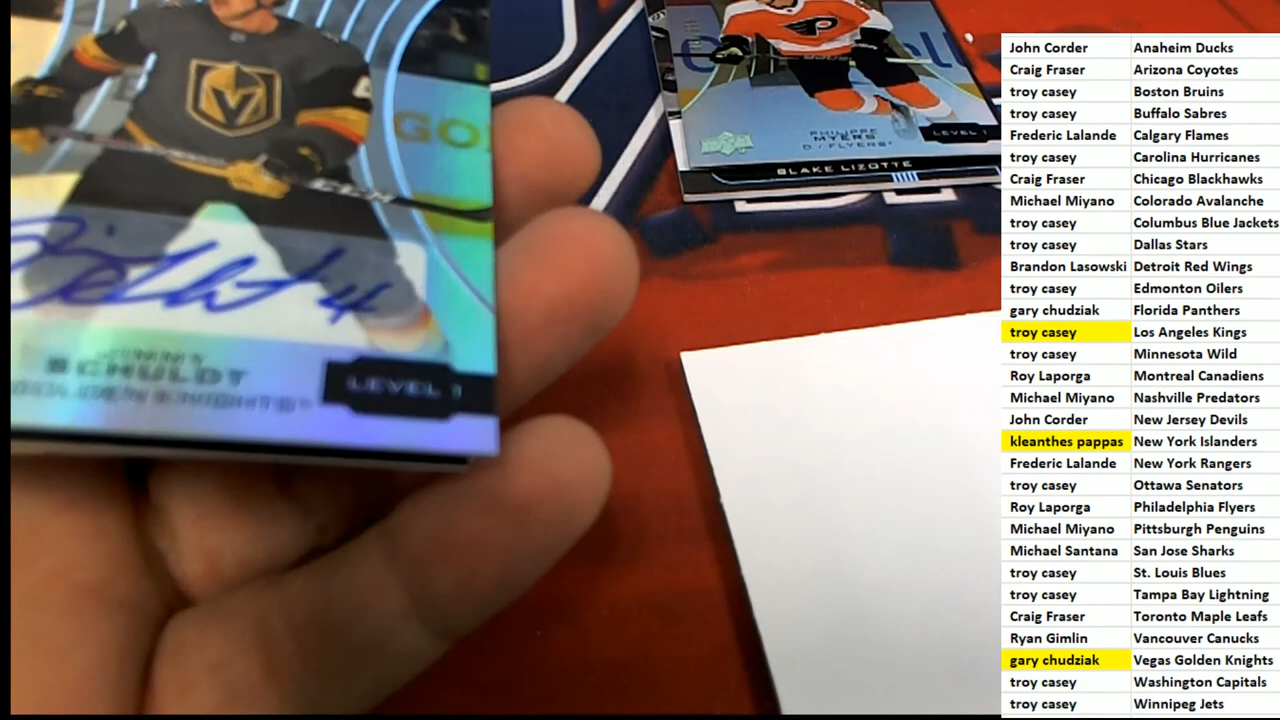 GO
JIMMY
SCHULDT
GOLDEN KNIGHTS
LEVEL 1
PHILIPPE
MYERS
D / FLYERS
LEVEL 1
BLAKE LIZOTTE
John Corder Anaheim Ducks
Craig Fraser Arizona Coyotes
troy casey Boston Bruins
troy casey Buffalo Sabres
Frederic Lalande Calgary Flames
troy casey Carolina Hurricanes
Craig Fraser Chicago Blackhawks
Michael Miyano Colorado Avalanche
troy casey Columbus Blue Jackets
troy casey Dallas Stars
Brandon Lasowski Detroit Red Wings
troy casey Edmonton Oilers
gary chudziak Florida Panthers
troy casey Los Angeles Kings
troy casey Minnesota Wild
Roy Laporga Montreal Canadiens
Michael Miyano Nashville Predators
John Corder New Jersey Devils
kleanthes pappas New York Islanders
Frederic Lalande New York Rangers
troy casey Ottawa Senators
Roy Laporga Philadelphia Flyers
Michael Miyano Pittsburgh Penguins
Michael Santana San Jose Sharks
troy casey St. Louis Blues
troy casey Tampa Bay Lightning
Craig Fraser Toronto Maple Leafs
Ryan Gimlin Vancouver Canucks
gary chudziak Vegas Golden Knights
troy casey Washington Capitals
troy casey Winnipeg Jets